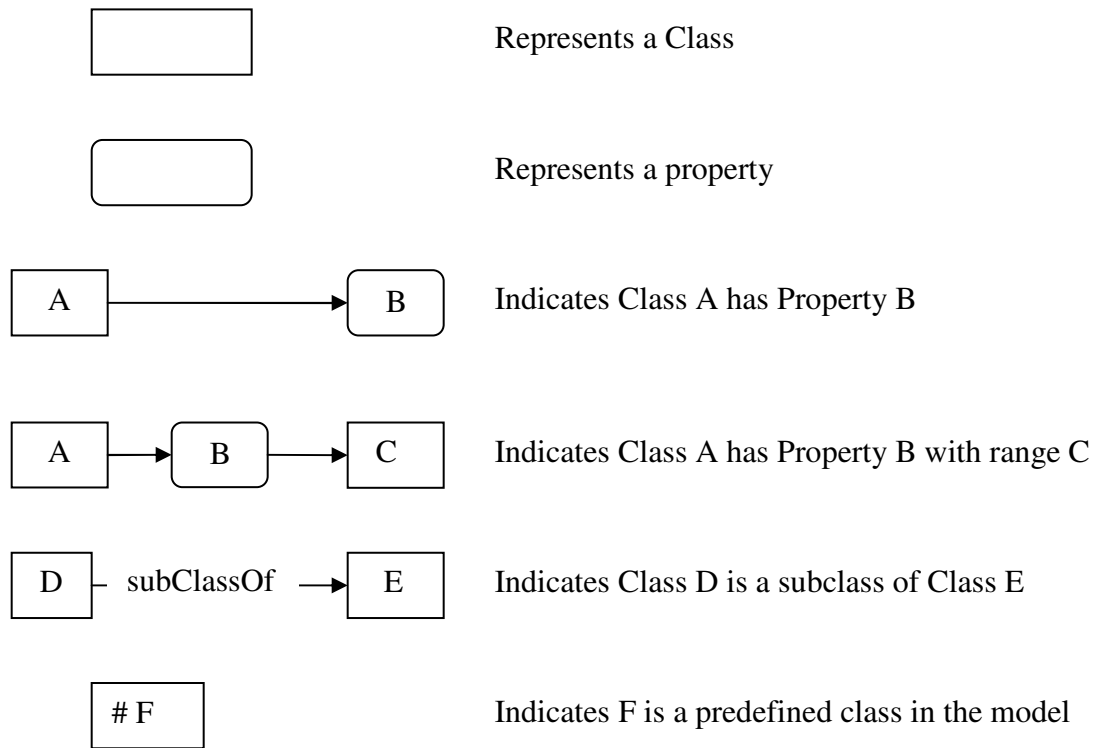 Represents a Class
Represents a property
A B Indicates Class A has Property B
A B C Indicates Class A has Property B with range C
D subClassOf E Indicates Class D is a subclass of Class E
# F Indicates F is a predefined class in the model